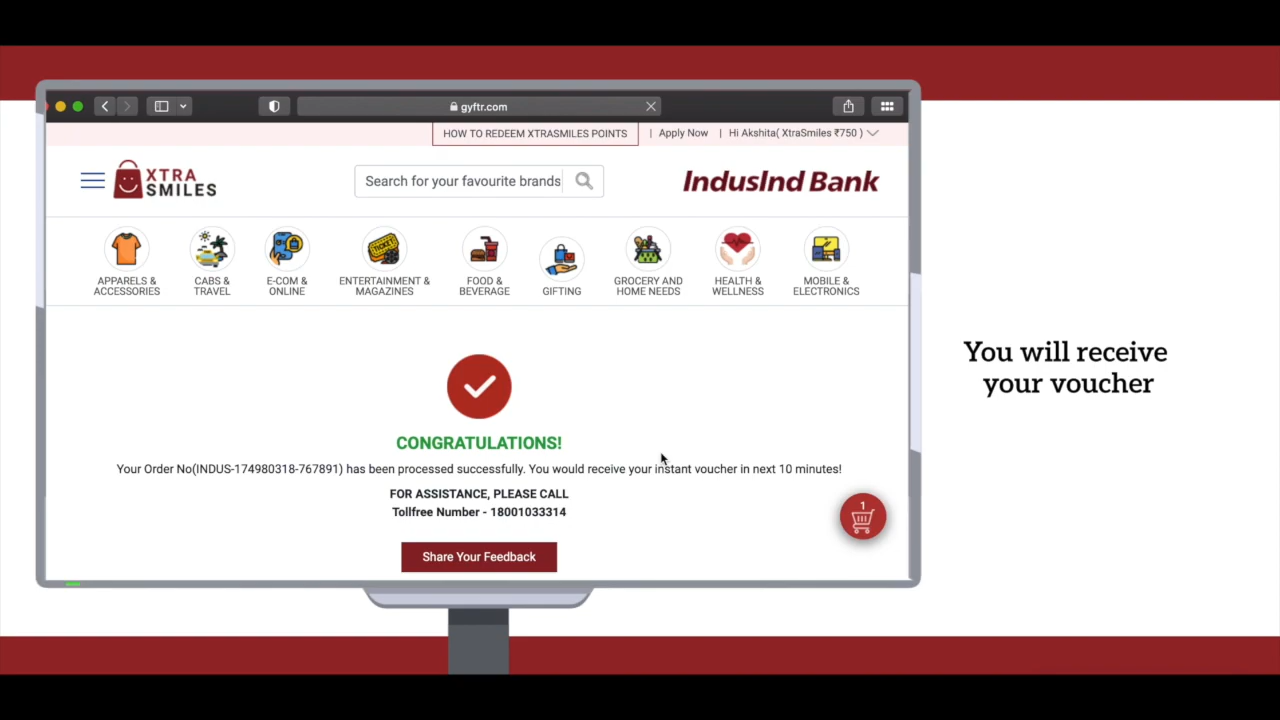 gyftr.com
HOW TO REDEEM XTRASMILES POINTS | Apply Now | Hi Akshita( XtraSmiles ₹750 )
XTRA
SMILES
Search for your favourite brands
IndusInd Bank
APPARELS &
ACCESSORIES
CABS &
TRAVEL
E-COM &
ONLINE
ENTERTAINMENT &
MAGAZINES
FOOD &
BEVERAGE
GIFTING
GROCERY AND
HOME NEEDS
HEALTH &
WELLNESS
MOBILE &
ELECTRONICS
CONGRATULATIONS!
Your Order No(INDUS-174980318-767891) has been processed successfully. You would receive your instant voucher in next 10 minutes!
FOR ASSISTANCE, PLEASE CALL
Tollfree Number - 18001033314
1
Share Your Feedback
You will receive
your voucher